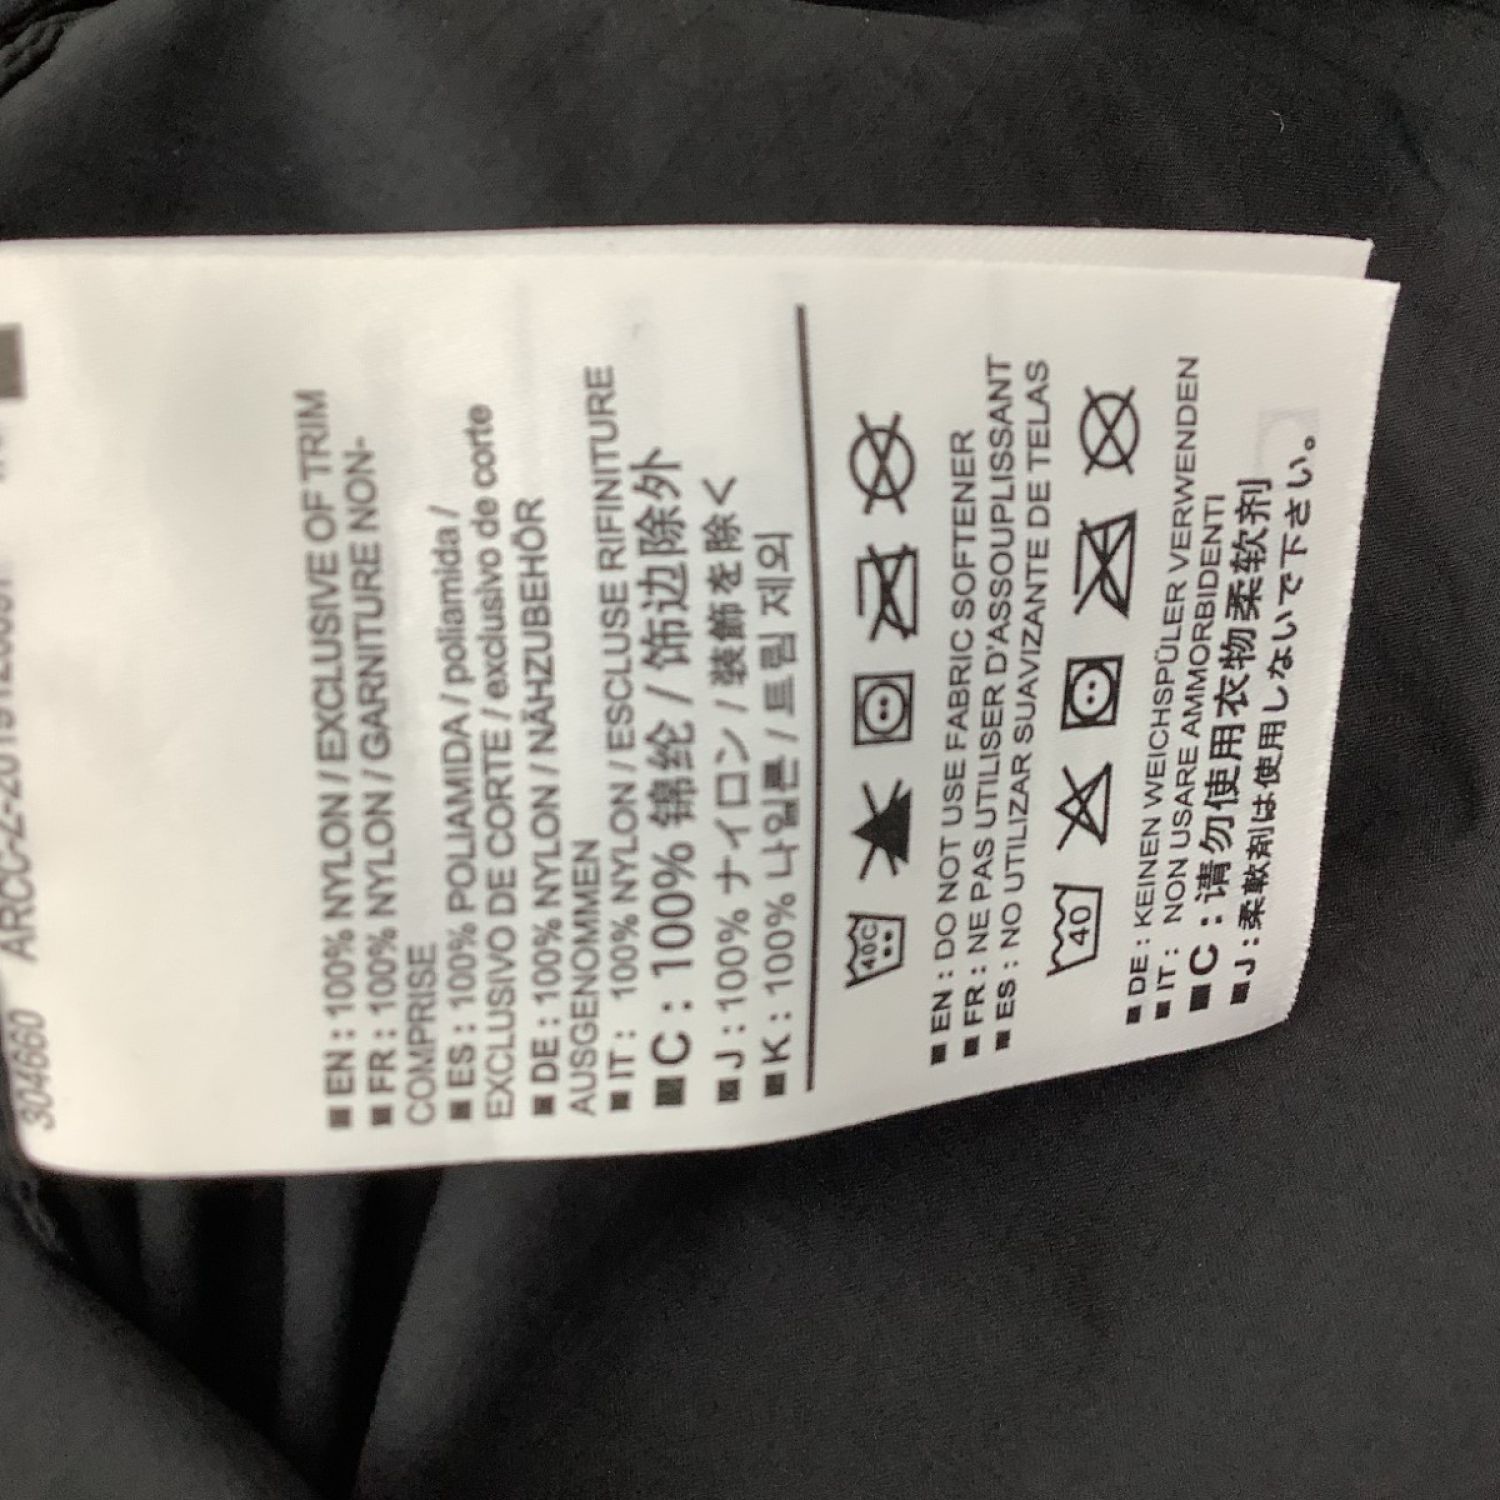 304660
■ EN : 100% NYLON / EXCLUSIVE OF TRIM
■ FR : 100% NYLON / GARNITURE NON-
COMPRISE
■ ES : 100% POLIAMIDA / poliamida /
EXCLUSIVO DE CORTE / exclusivo de corte
■ DE : 100% NYLON / NÄHZUBEHÖR
AUSGENOMMEN
■ IT : 100% NYLON / ESCLUSE RIFINITURE
■ C : 100% 锦纶 / 饰边除外
■ J : 100% ナイロン / 装飾を除く
■ K : 100% 나일론 / 트림 제외
40C
■ EN : DO NOT USE FABRIC SOFTENER
■ FR : NE PAS UTILISER D'ASSOUPLISSANT
■ ES : NO UTILIZAR SUAVIZANTE DE TELAS
40
■ DE : KEINEN WEICHSPÜLER VERWENDEN
■ IT : NON USARE AMMORBIDENTI
■ C : 请勿使用衣物柔软剂
■ J : 柔軟剤は使用しないで下さい。